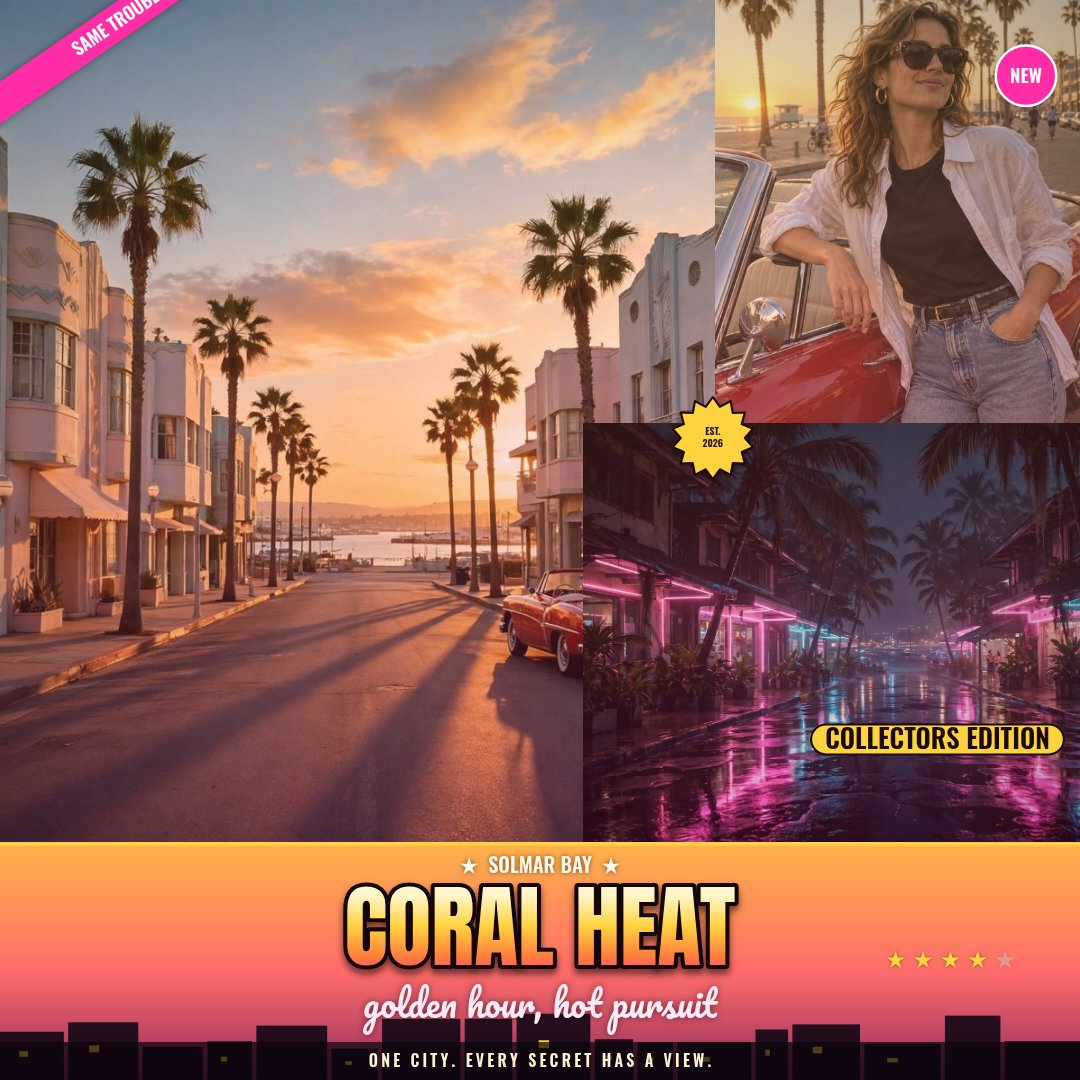 SAME
NEW
EST.
2026
COLLECTORS EDITION
★ SOLMAR BAY ★
CORAL HEAT
golden hour, hot pursuit
ONE CITY. EVERY SECRET HAS A VIEW.